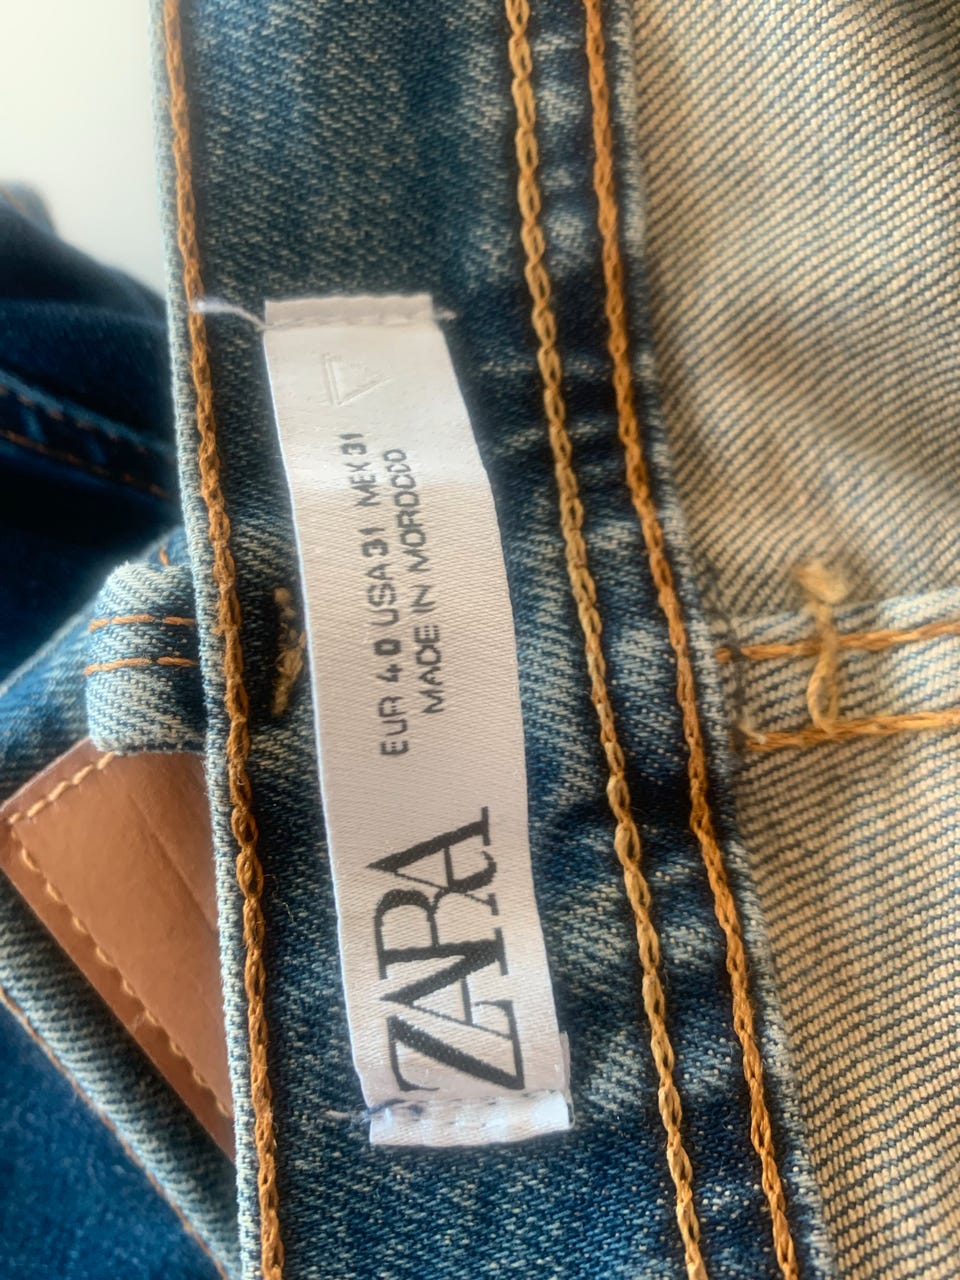 ZARA
EUR 40 USA 31 MEX 31
MADE IN MOROCCO